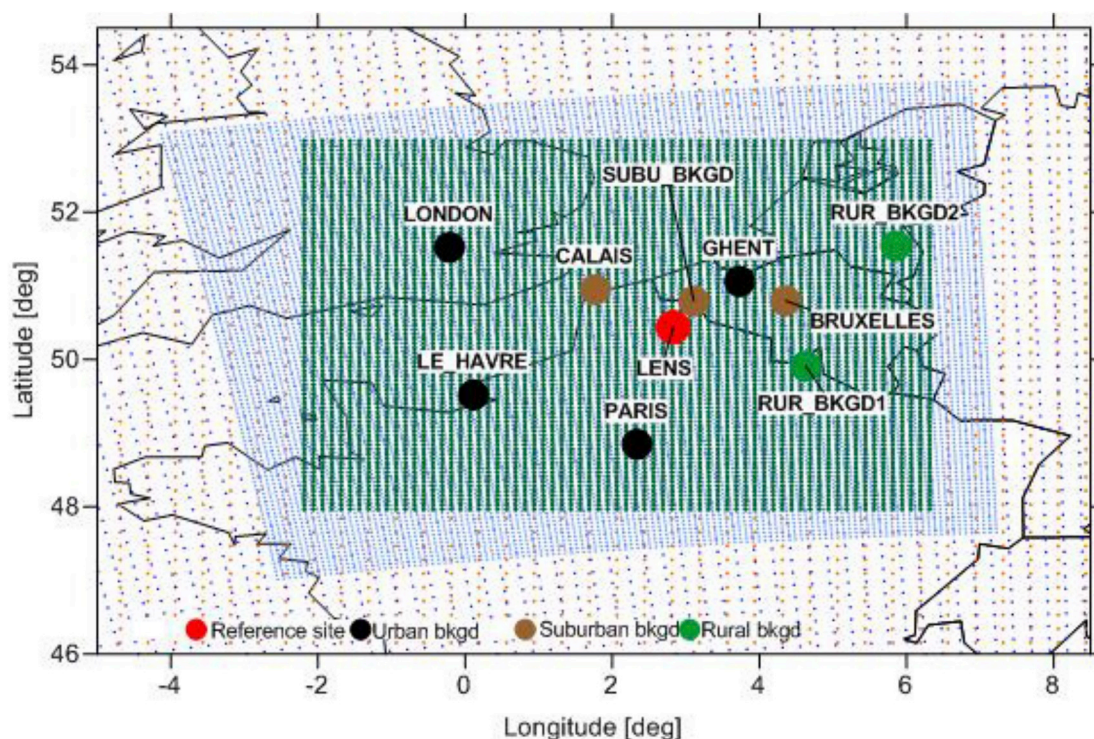 54
52
50
48
46
Latitude [deg]
SUBU_BKGD
LONDON
RUR_BKGD2
GHENT
CALAIS
BRUXELLES
LE_HAVRE
LENS
RUR_BKGD1
PARIS
Reference site Urban bkgd Suburban bkgd Rural bkgd
-4 -2 0 2 4 6 8
Longitude [deg]